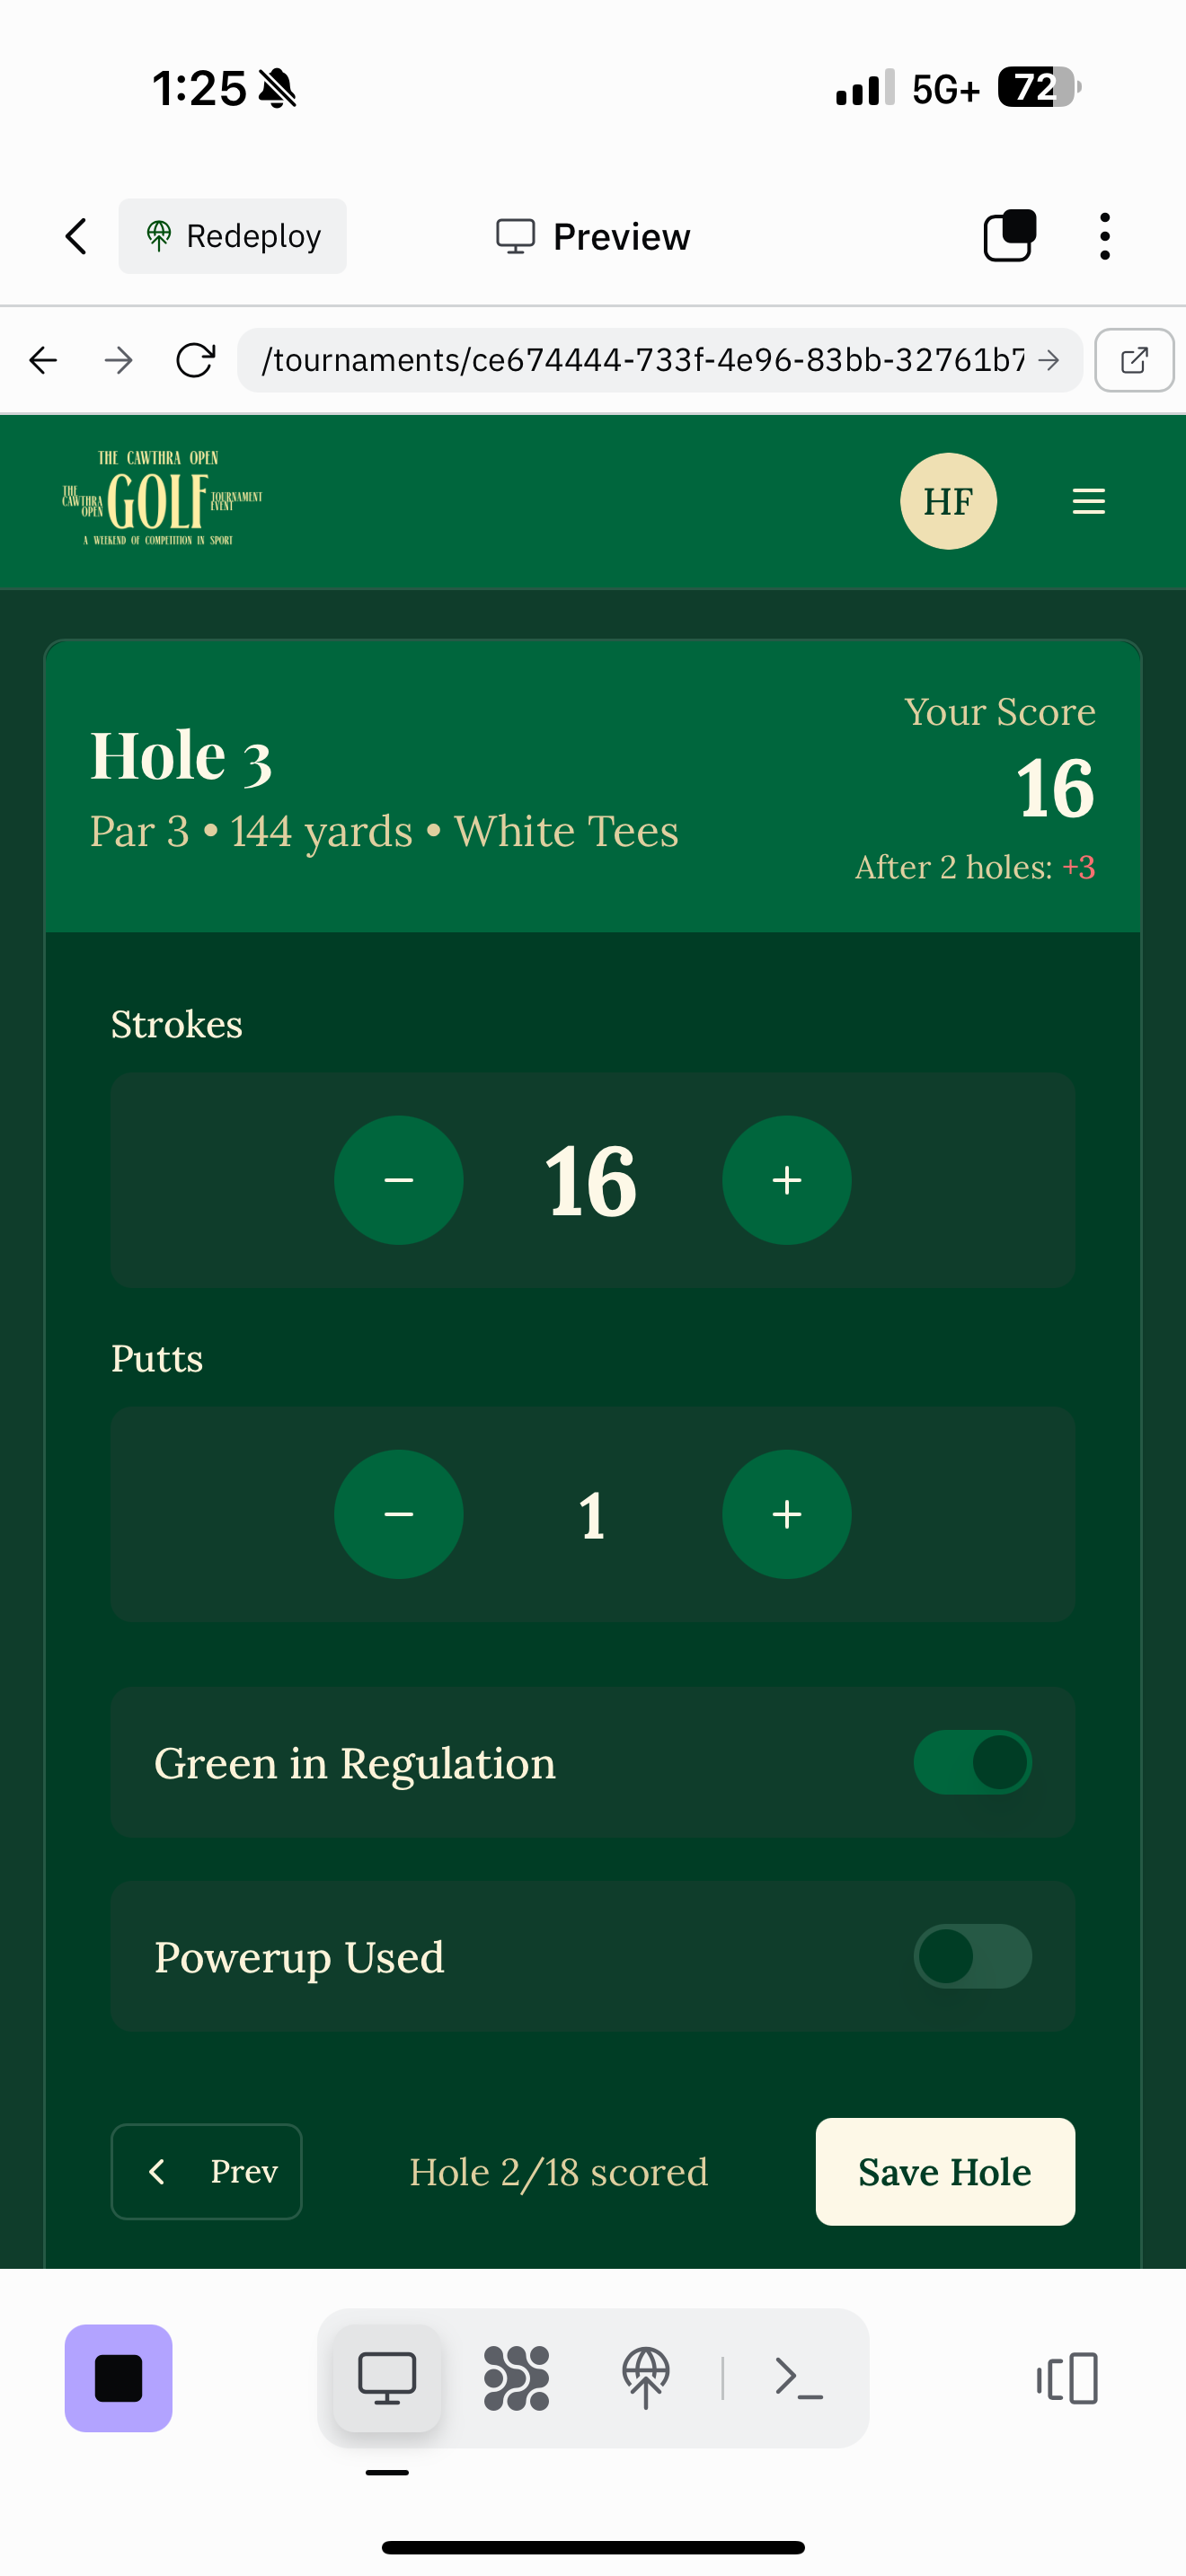 1:25
5G+
72
Redeploy
Preview
/tournaments/ce674444-733f-4e96-83bb-32761b7
THE CAWTHRA OPEN
THE CAWTHRA OPEN
GOLF
TOURNAMENT EVENT
A WEEKEND OF COMPETITION IN SPORT
HF
Hole 3
Par 3 • 144 yards • White Tees
Your Score
16
After 2 holes: +3
Strokes
16
Putts
1
Green in Regulation
Powerup Used
Prev
Hole 2/18 scored
Save Hole